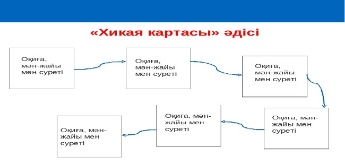 «Хикая картасы» әдісі
Оқиға,
мән-жайы
мен суреті
Оқиға,
мән-жайы
мен суреті
Оқиға,
мән-жайы
мен суреті
Оқиға, мән-
жайы мен
суреті
Оқиға, мән-
жайы мен
суреті
Оқиға, мән-
жайы мен
суреті